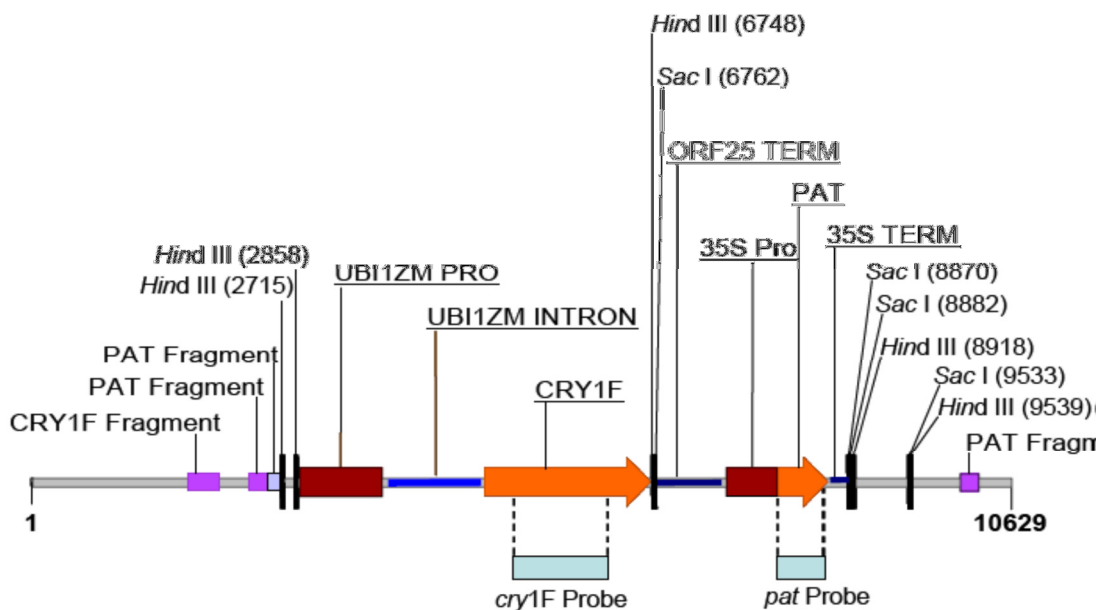 Hind III (6748)
Sac I (6762)
ORF25 TERM
PAT
Hind III (2858)
35S Pro
35S TERM
Hind III (2715)
UBI1ZM PRO
Sac I (8870)
UBI1ZM INTRON
Sac I (8882)
PAT Fragment
Hind III (8918)
PAT Fragment
CRY1F
Sac I (9533)
CRY1F Fragment
Hind III (9539)
PAT Fragm
1
10629
cry1F Probe
pat Probe